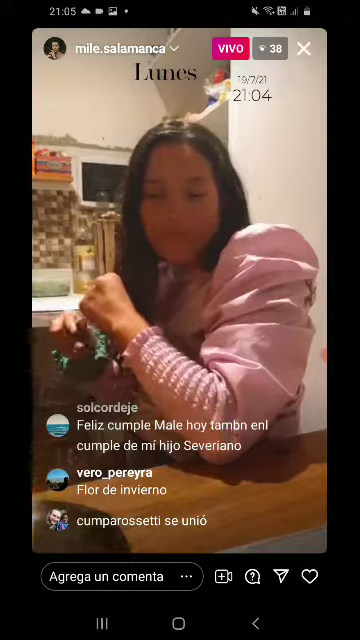 21:05
mile.salamanca
VIVO
38
Lunes
19/7/21
21:04
solcordeje
Feliz cumple Male hoy tambn enl
cumple de mí hijo Severiano
vero_pereyra
Flor de invierno
cumparossetti se unió
Agrega un comenta